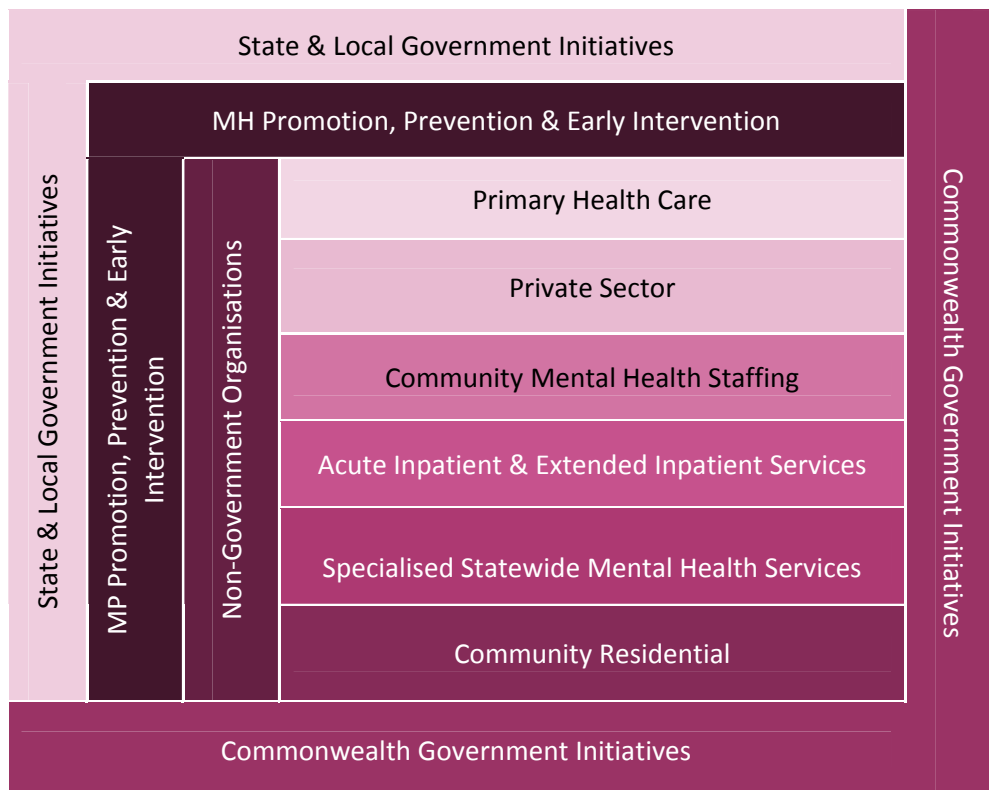 State & Local Government Initiatives
MH Promotion, Prevention & Early Intervention
State & Local Government Initiatives
MP Promotion, Prevention & Early
Intervention
Non-Government Organisations
Primary Health Care
Private Sector
Community Mental Health Staffing
Acute Inpatient & Extended Inpatient Services
Specialised Statewide Mental Health Services
Community Residential
Commonwealth Government Initiatives
Commonwealth Government Initiatives